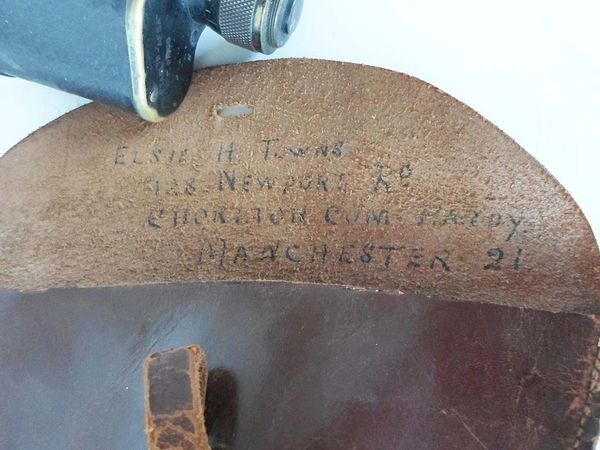 ELSIE H. TOWNS
128 NEWPORT RD
CHORLTON CUM. HARDY
MANCHESTER 21.